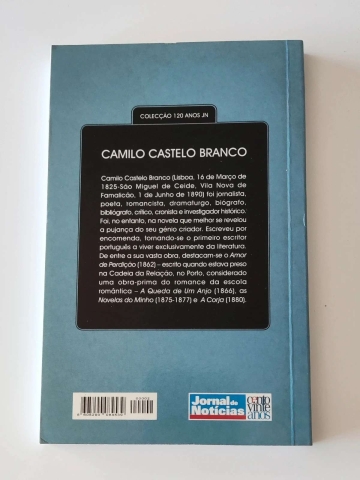 COLECÇÃO 120 ANOS JN
CAMILO CASTELO BRANCO
Camilo Castelo Branco (Lisboa, 16 de Março de
1825-São Miguel de Ceide, Vila Nova de
Famalicão, 1 de Junho de 1890) foi jornalista,
poeta, romancista, dramaturgo, biógrafo,
bibliógrafo, crítico, cronista e investigador histórico.
Foi, no entanto, na novela que melhor se revelou
a pujança do seu génio criador. Escreveu por
encomenda, tornando-se o primeiro escritor
português a viver exclusivamente da literatura.
De entre a sua vasta obra, destacam-se o Amor
de Perdição (1862) – escrito quando estava preso
na Cadeia da Relação, no Porto, considerado
uma obra-prima do romance da escola
romântica – A Queda de Um Anjo (1866), as
Novelas do Minho (1875-1877) e A Corja (1880).
Jornal de
Notícias
cento
vinte
anos